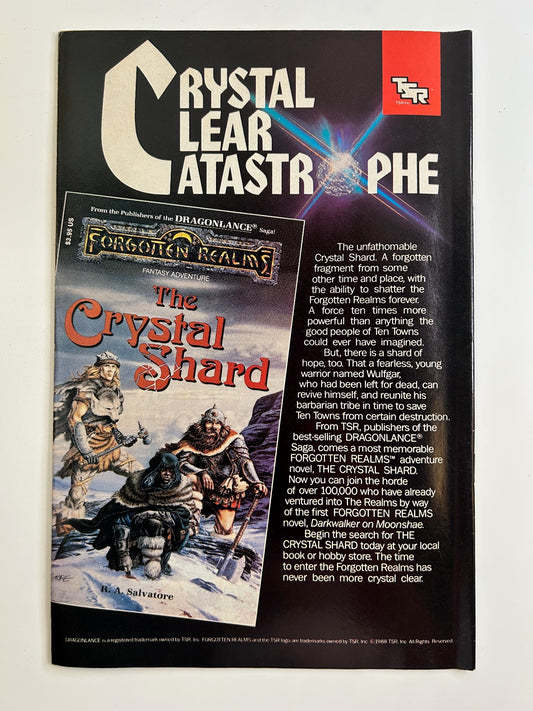 CRYSTAL
CLEAR
CATASTROPHE
TSR
TSR Inc.
$3.95 US
From the Publishers of the DRAGONLANCE® Saga!
FORGOTTEN REALMS
FANTASY ADVENTURE
The
Crystal
Shard
R. A. Salvatore
The unfathomable
Crystal Shard. A forgotten
fragment from some
other time and place, with
the ability to shatter the
Forgotten Realms forever.
A force ten times more
powerful than anything the
good people of Ten Towns
could ever have imagined.
But, there is a shard of
hope, too. That a fearless, young
warrior named Wulfgar,
who had been left for dead, can
revive himself, and reunite his
barbarian tribe in time to save
Ten Towns from certain destruction.
From TSR, publishers of the
best-selling DRAGONLANCE®
Saga, comes a most memorable
FORGOTTEN REALMS™ adventure
novel, THE CRYSTAL SHARD.
Now you can join the horde
of over 100,000 who have already
ventured into The Realms by way
of the first FORGOTTEN REALMS
novel, Darkwalker on Moonshae.
Begin the search for THE
CRYSTAL SHARD today at your local
book or hobby store. The time
to enter the Forgotten Realms has
never been more crystal clear.
DRAGONLANCE is a registered trademark owned by TSR, Inc. FORGOTTEN REALMS and the TSR logo are trademarks owned by TSR, Inc. ©1988 TSR, Inc. All Rights Reserved.